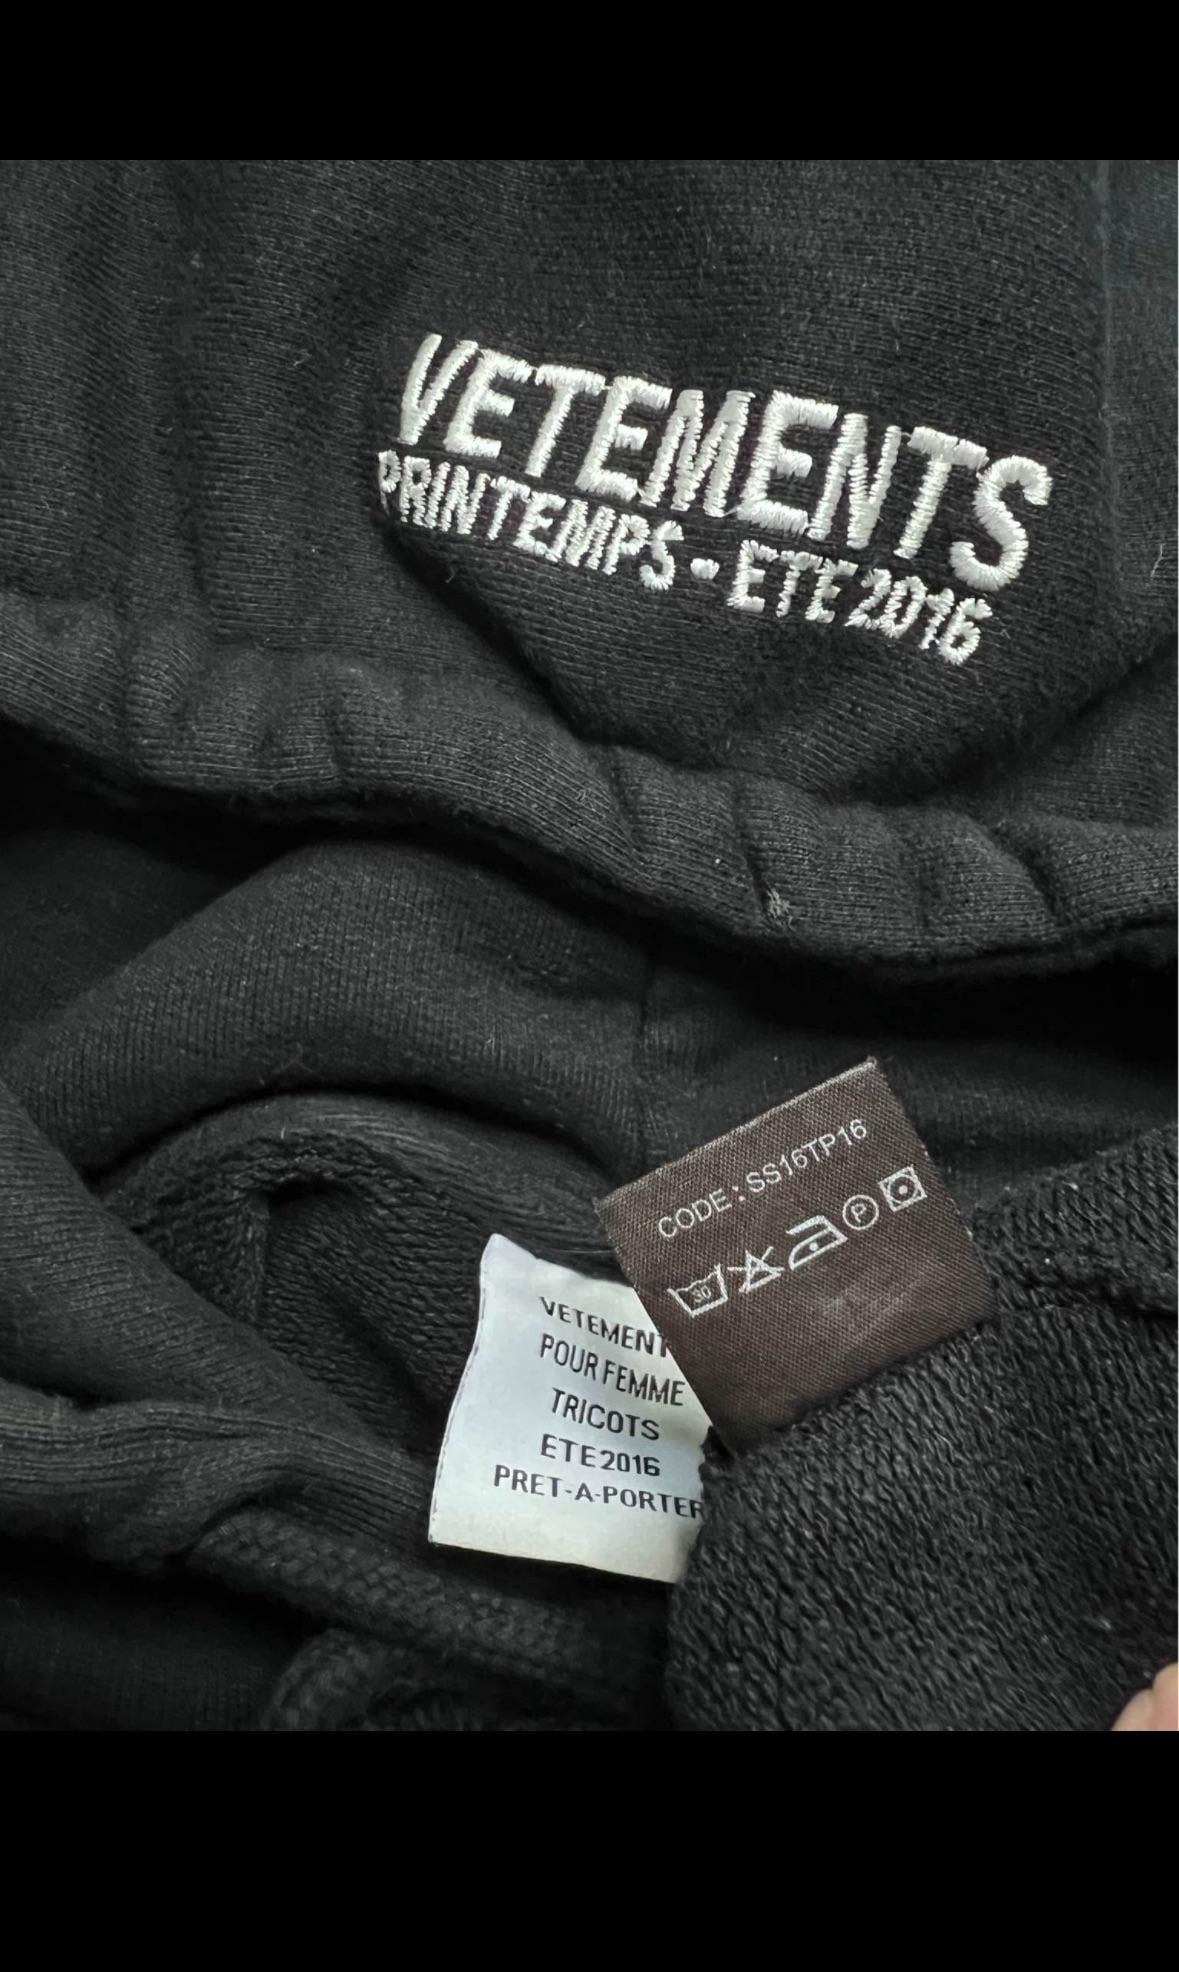 VETEMENTS
PRINTEMPS - ETE 2016
CODE : SS16TP16
30 P
VETEMENT
POUR FEMME
TRICOTS
ETE 2016
PRET-A-PORTER